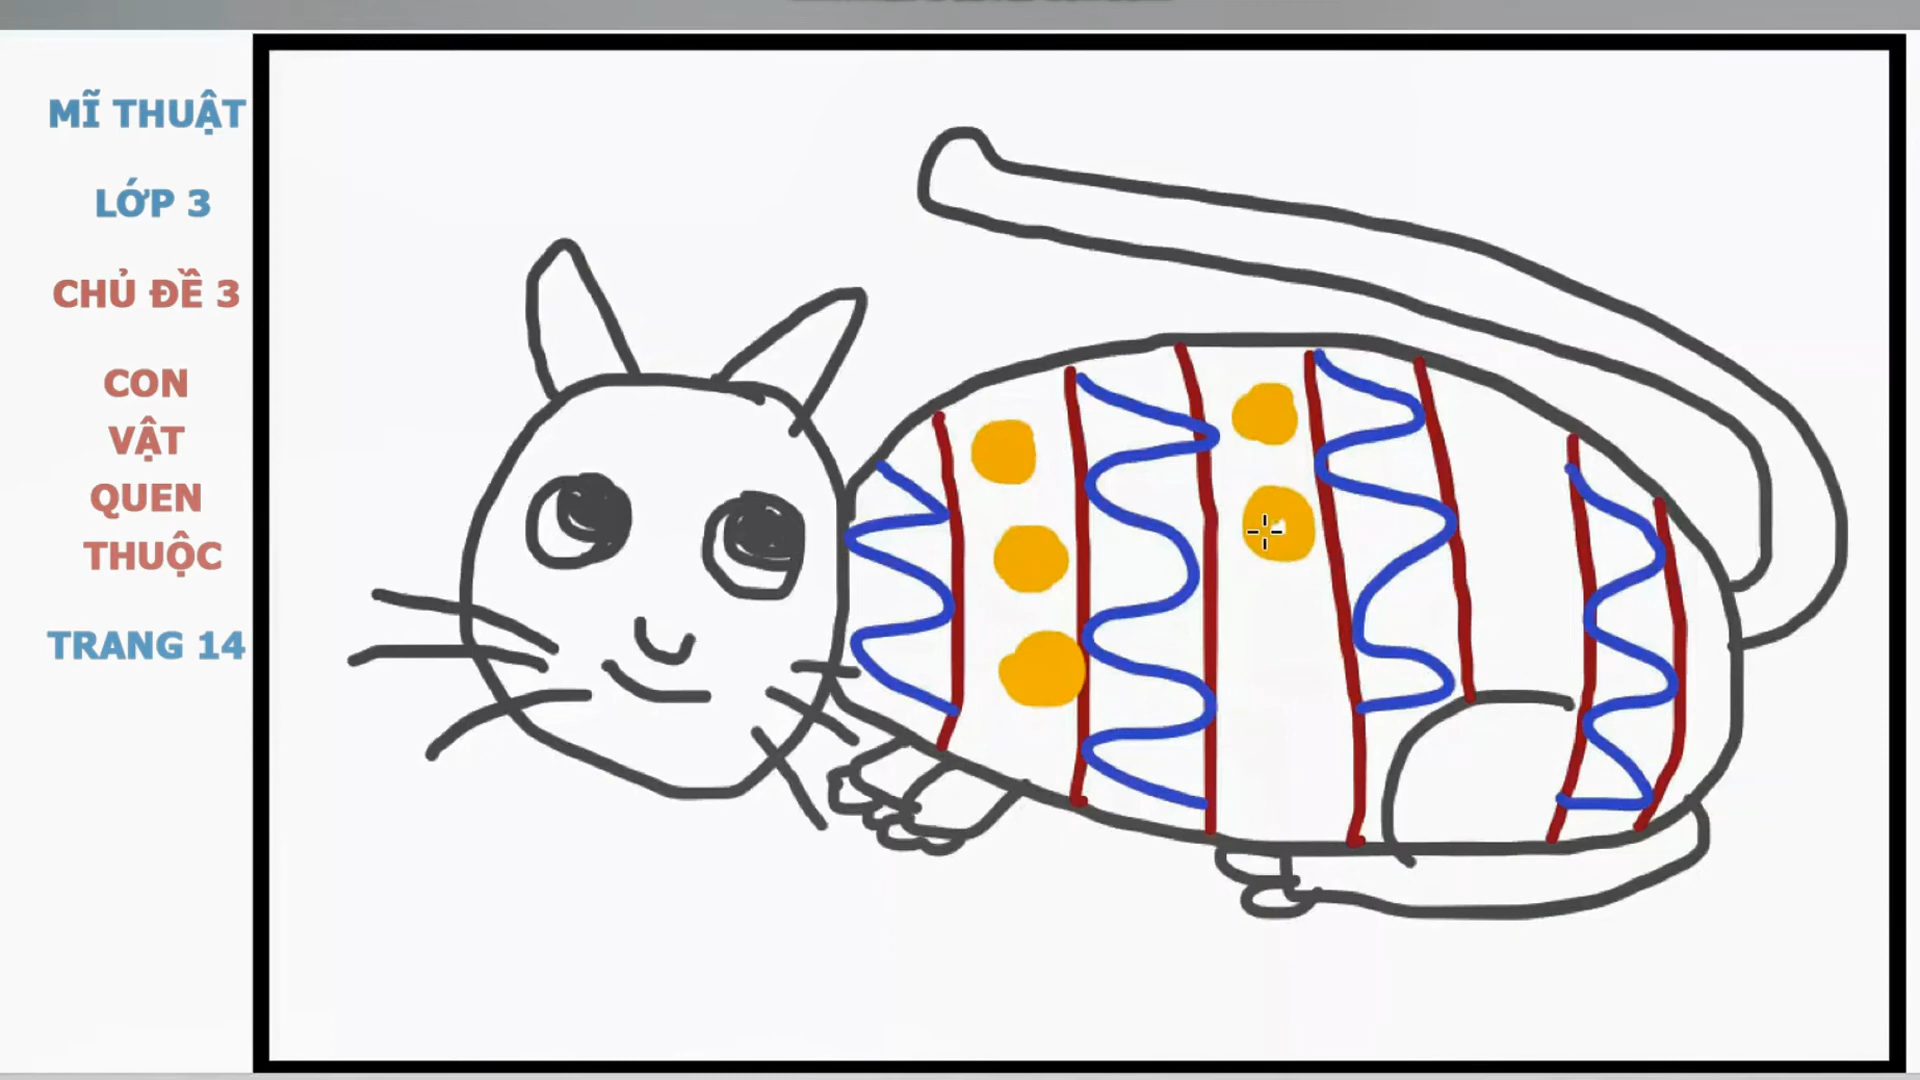 MĨ THUẬT
LỚP 3
CHỦ ĐỀ 3
CON
VẬT
QUEN
THUỘC
TRANG 14